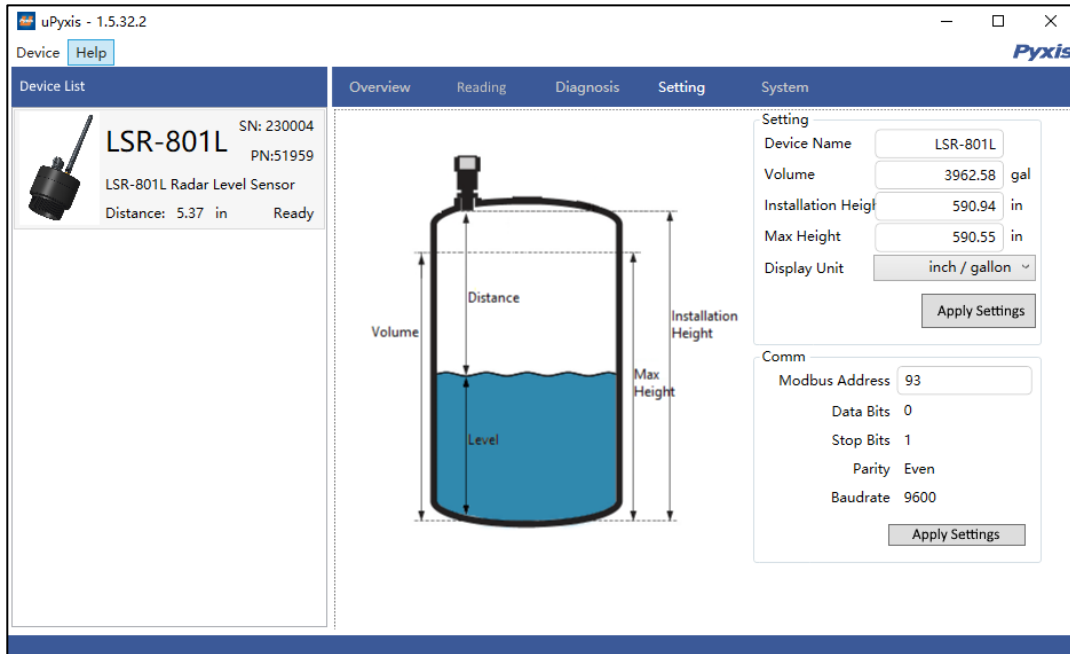 uPyxis - 1.5.32.2
Device Help
Pyxis
Device List
Overview Reading Diagnosis Setting System
LSR-801L
SN: 230004
PN:51959
LSR-801L Radar Level Sensor
Distance: 5.37 in Ready
Distance
Volume
Installation
Height
Max
Height
Level
Setting
Device Name LSR-801L
Volume 3962.58 gal
Installation Heigh 590.94 in
Max Height 590.55 in
Display Unit inch / gallon
Apply Settings
Comm
Modbus Address 93
Data Bits 0
Stop Bits 1
Parity Even
Baudrate 9600
Apply Settings